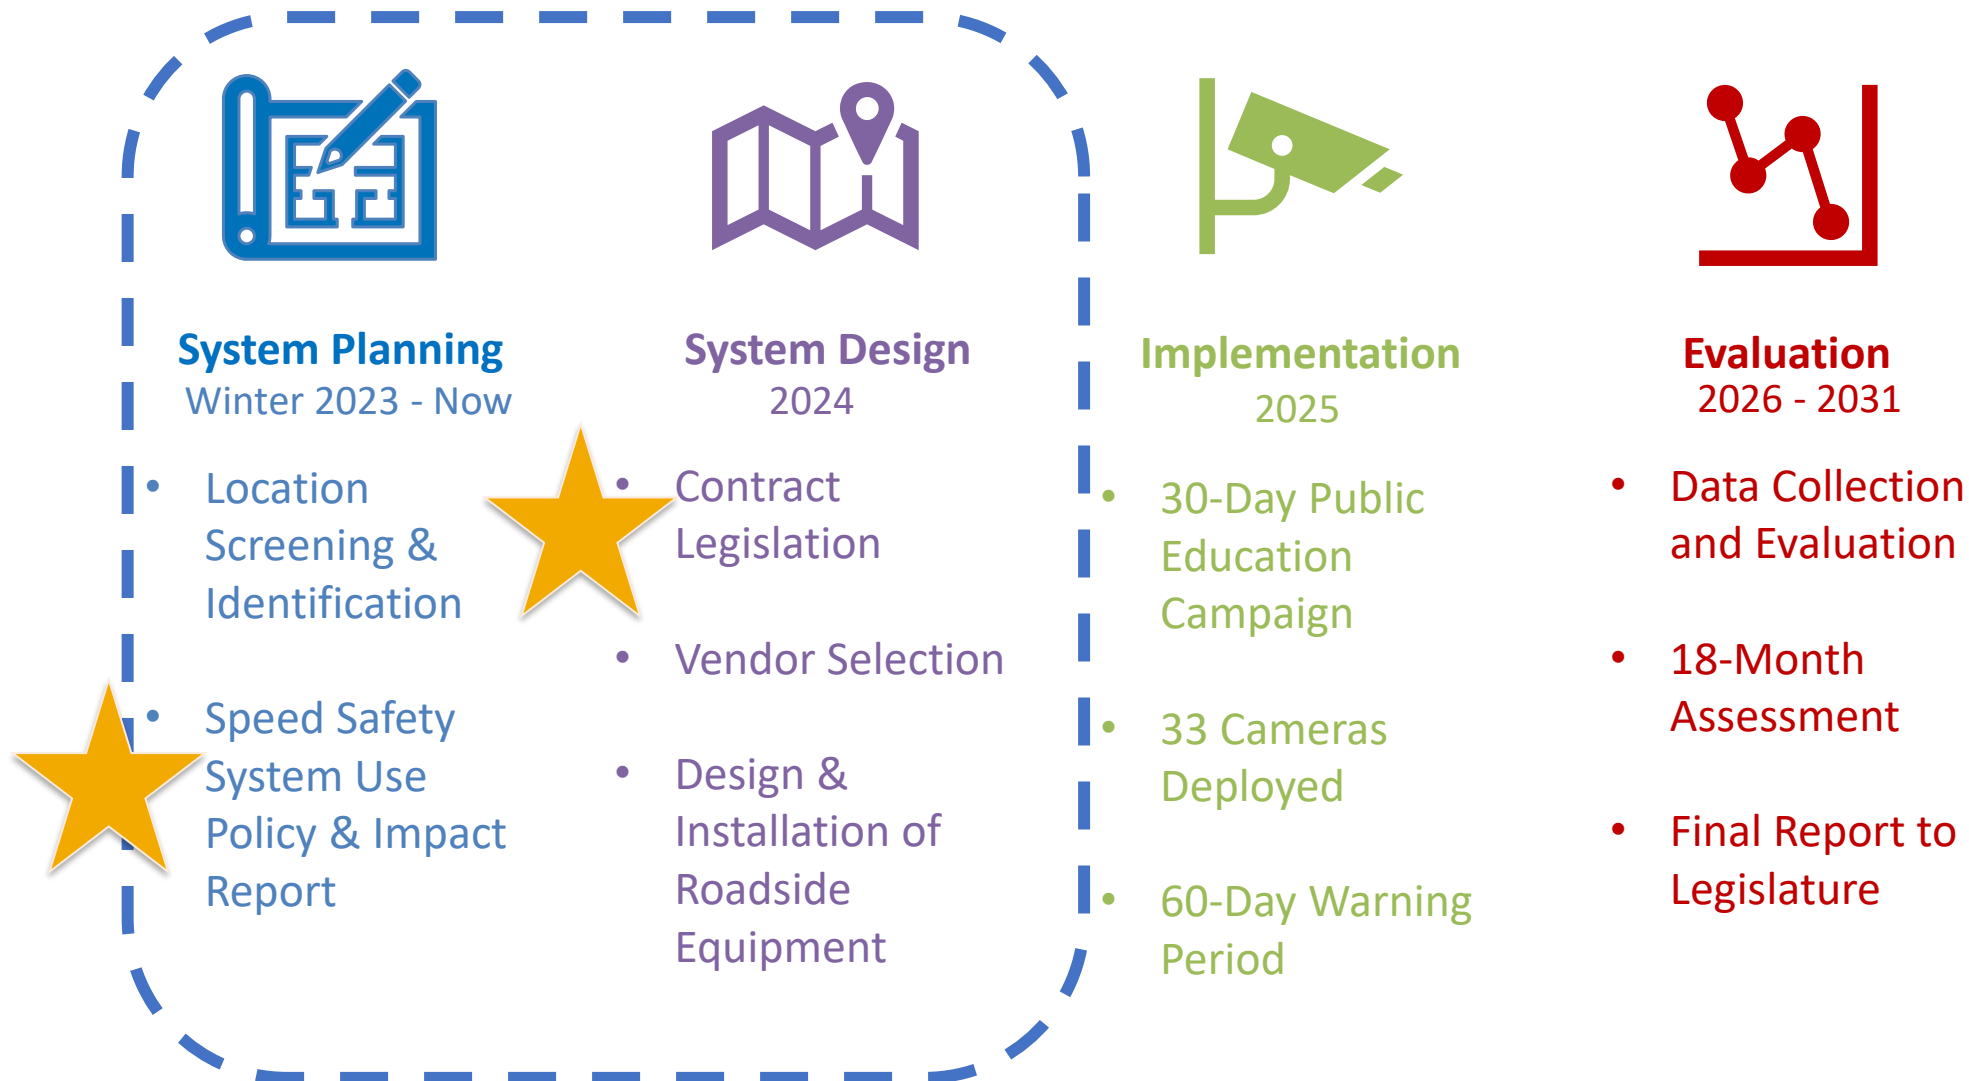 System Planning
Winter 2023 - Now
• Location
Screening &
Identification
• Speed Safety
System Use
Policy & Impact
Report
System Design
2024
• Contract
Legislation
• Vendor Selection
• Design &
Installation of
Roadside
Equipment
Implementation
2025
• 30-Day Public
Education
Campaign
• 33 Cameras
Deployed
• 60-Day Warning
Period
Evaluation
2026 - 2031
• Data Collection
and Evaluation
• 18-Month
Assessment
• Final Report to
Legislature